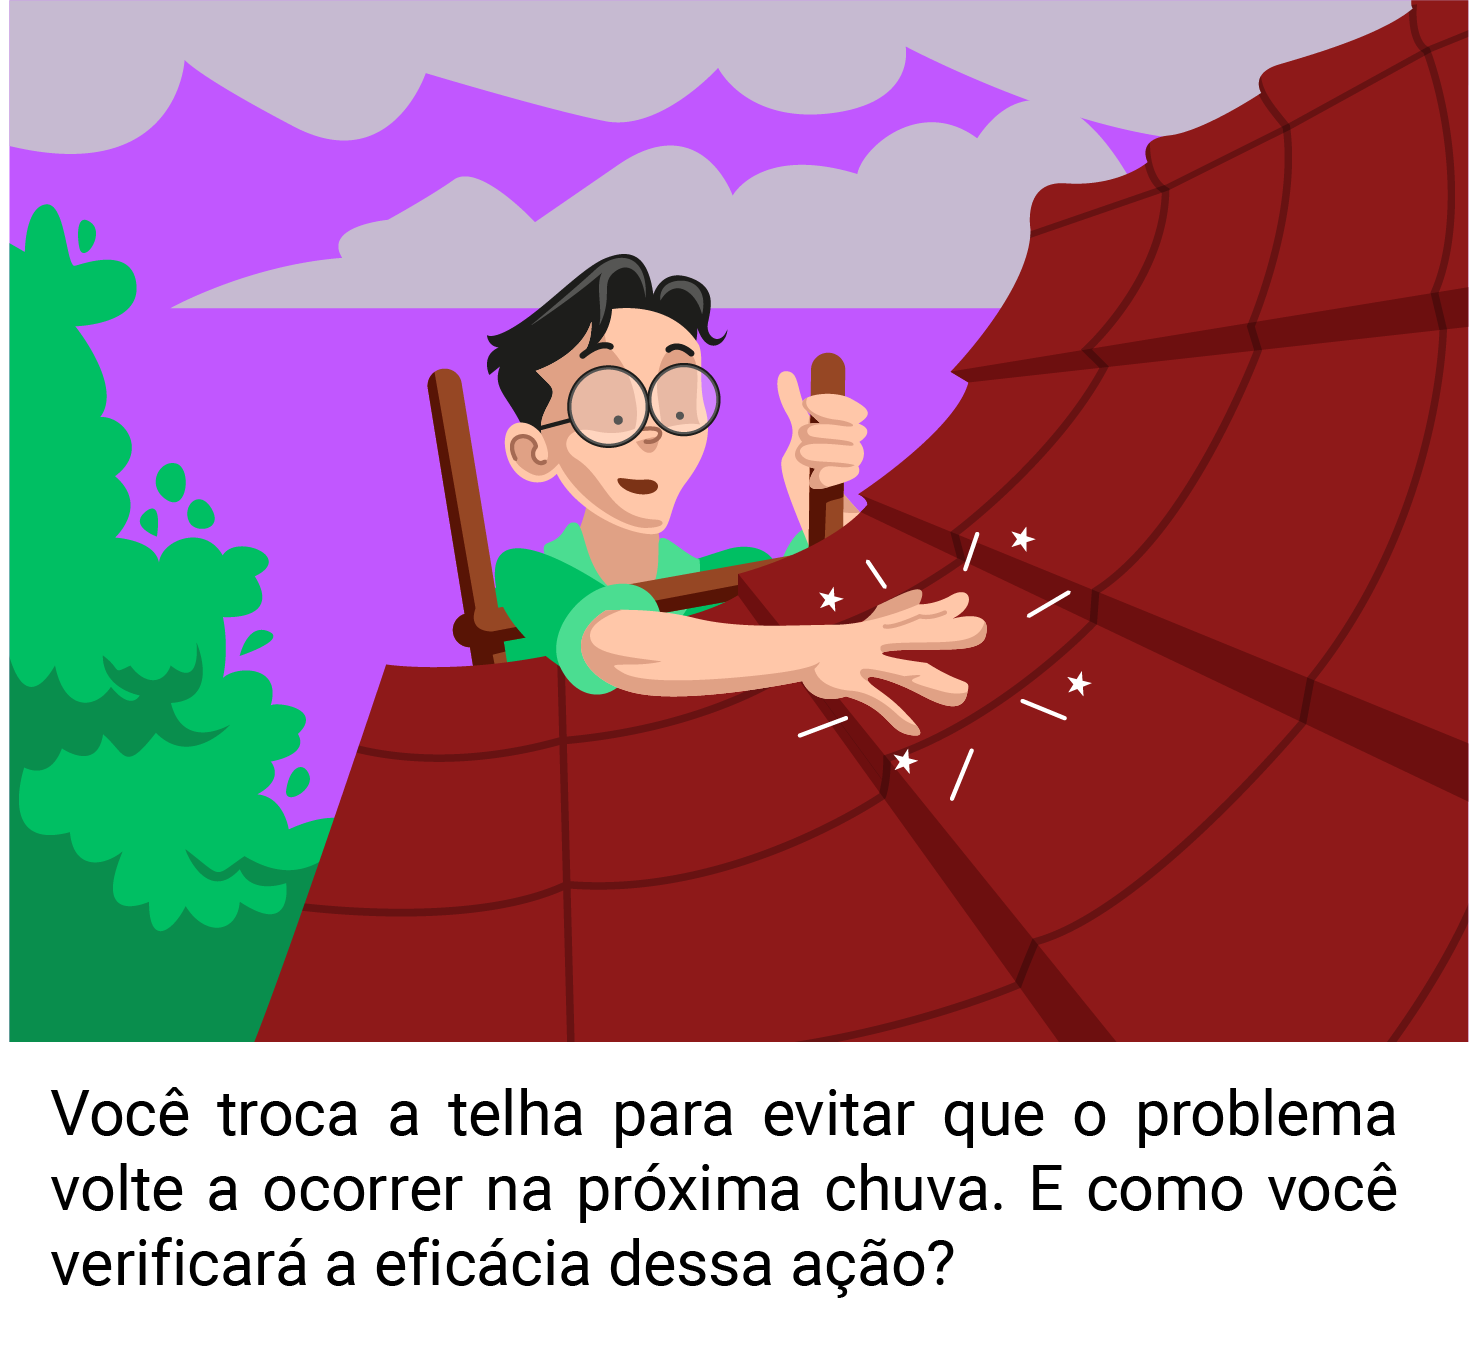 Você troca a telha para evitar que o problema
volte a ocorrer na próxima chuva. E como você
verificará a eficácia dessa ação?